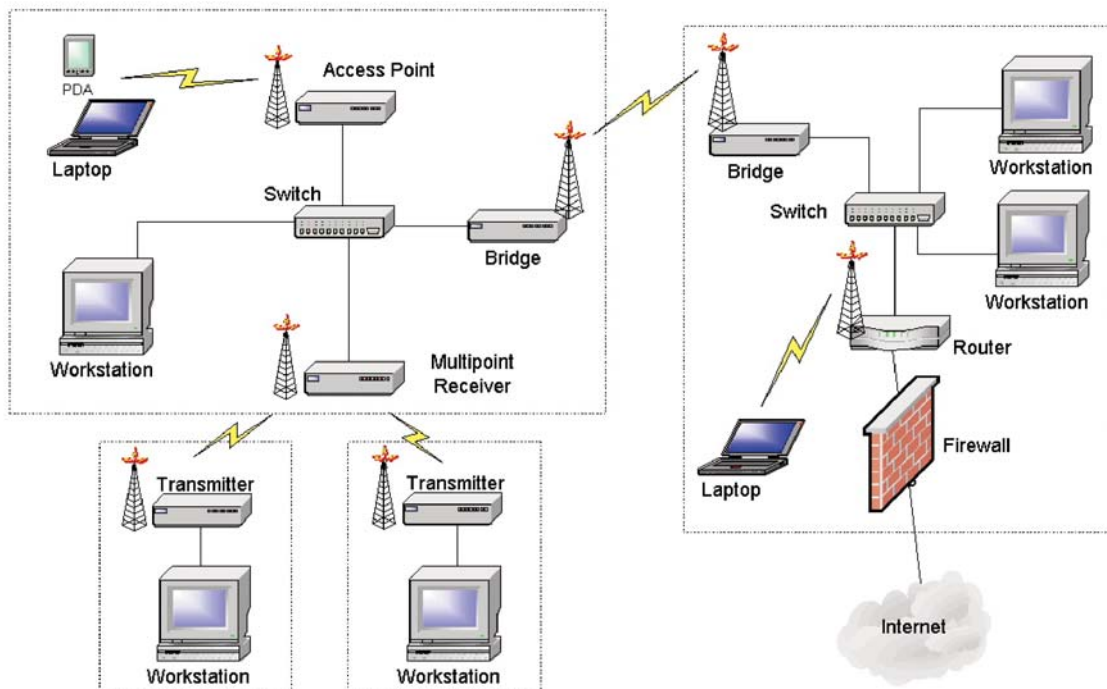 PDA
Laptop
Access Point
Switch
Bridge
Workstation
Multipoint
Receiver
Transmitter
Workstation
Transmitter
Workstation
Bridge
Workstation
Switch
Workstation
Router
Laptop
Firewall
Internet